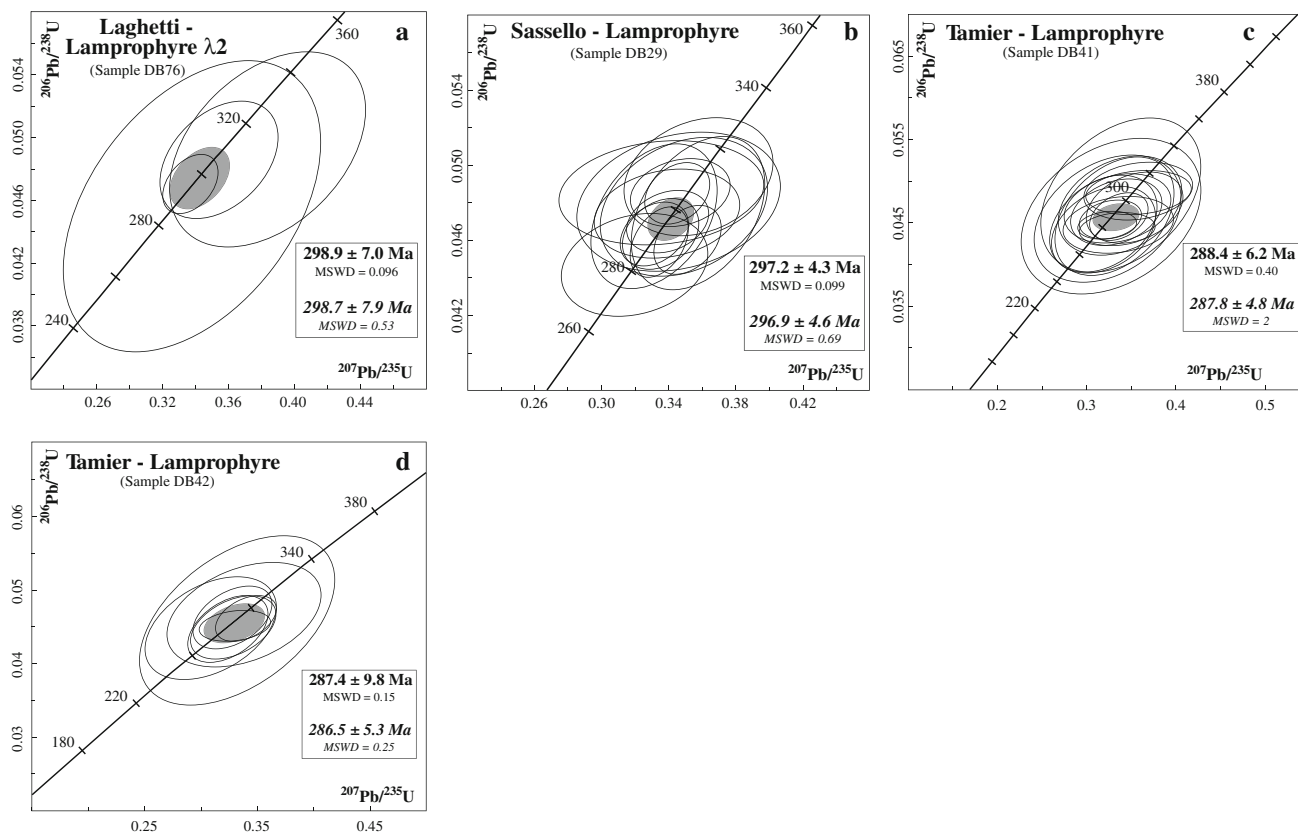 Laghetti -
Lamprophyre λ2
(Sample DB76)
a
206Pb/238U
0.054
0.050
0.046
0.042
0.038
360
320
280
240
298.9 ± 7.0 Ma
MSWD = 0.096
298.7 ± 7.9 Ma
MSWD = 0.53
207Pb/235U
0.26
0.32
0.36
0.40
0.44
Sassello - Lamprophyre
(Sample DB29)
b
206Pb/238U
0.054
0.050
0.046
0.042
360
340
280
260
297.2 ± 4.3 Ma
MSWD = 0.099
296.9 ± 4.6 Ma
MSWD = 0.69
207Pb/235U
0.26
0.30
0.34
0.38
0.42
Tamier - Lamprophyre
(Sample DB41)
c
206Pb/238U
0.065
0.055
0.045
0.035
380
300
220
288.4 ± 6.2 Ma
MSWD = 0.40
287.8 ± 4.8 Ma
MSWD = 2
207Pb/235U
0.2
0.3
0.4
0.5
Tamier - Lamprophyre
(Sample DB42)
d
206Pb/238U
0.06
0.05
0.04
0.03
380
340
220
180
287.4 ± 9.8 Ma
MSWD = 0.15
286.5 ± 5.3 Ma
MSWD = 0.25
207Pb/235U
0.25
0.35
0.45